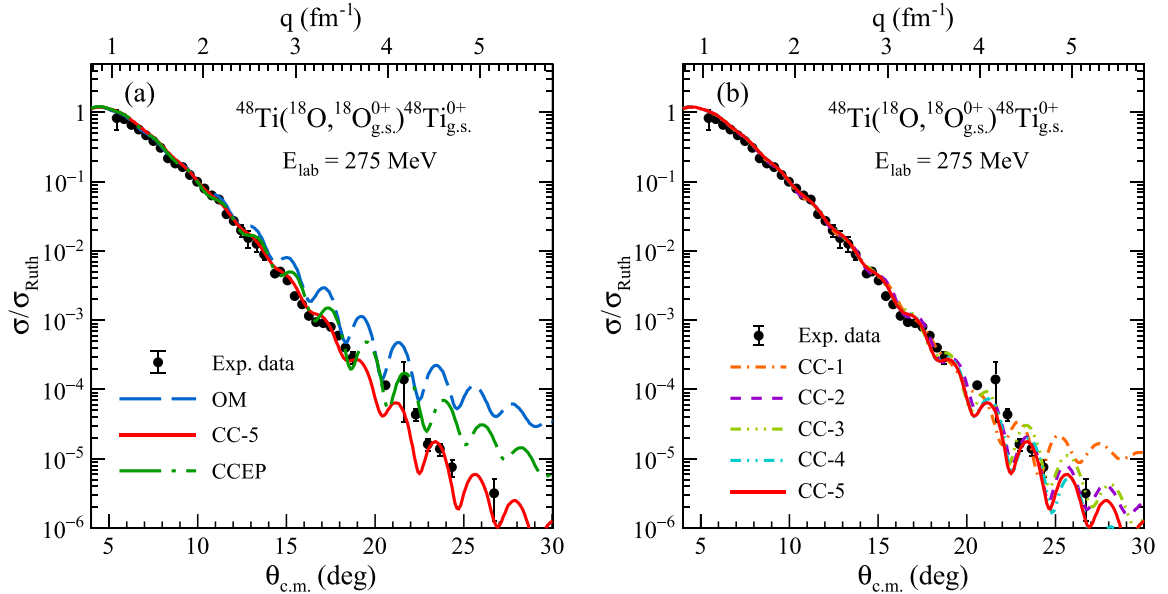 q (fm⁻¹)
1 2 3 4 5
(a)
⁴⁸Ti(¹⁸O,¹⁸O⁰⁺g.s.)⁴⁸Ti⁰⁺g.s.
E_lab = 275 MeV
1
10⁻¹
10⁻²
10⁻³
10⁻⁴
10⁻⁵
10⁻⁶
σ/σ_Ruth
Exp. data
OM
CC-5
CCEP
5 10 15 20 25 30
θ_c.m. (deg)
q (fm⁻¹)
1 2 3 4 5
(b)
⁴⁸Ti(¹⁸O,¹⁸O⁰⁺g.s.)⁴⁸Ti⁰⁺g.s.
E_lab = 275 MeV
1
10⁻¹
10⁻²
10⁻³
10⁻⁴
10⁻⁵
10⁻⁶
σ/σ_Ruth
Exp. data
CC-1
CC-2
CC-3
CC-4
CC-5
5 10 15 20 25 30
θ_c.m. (deg)